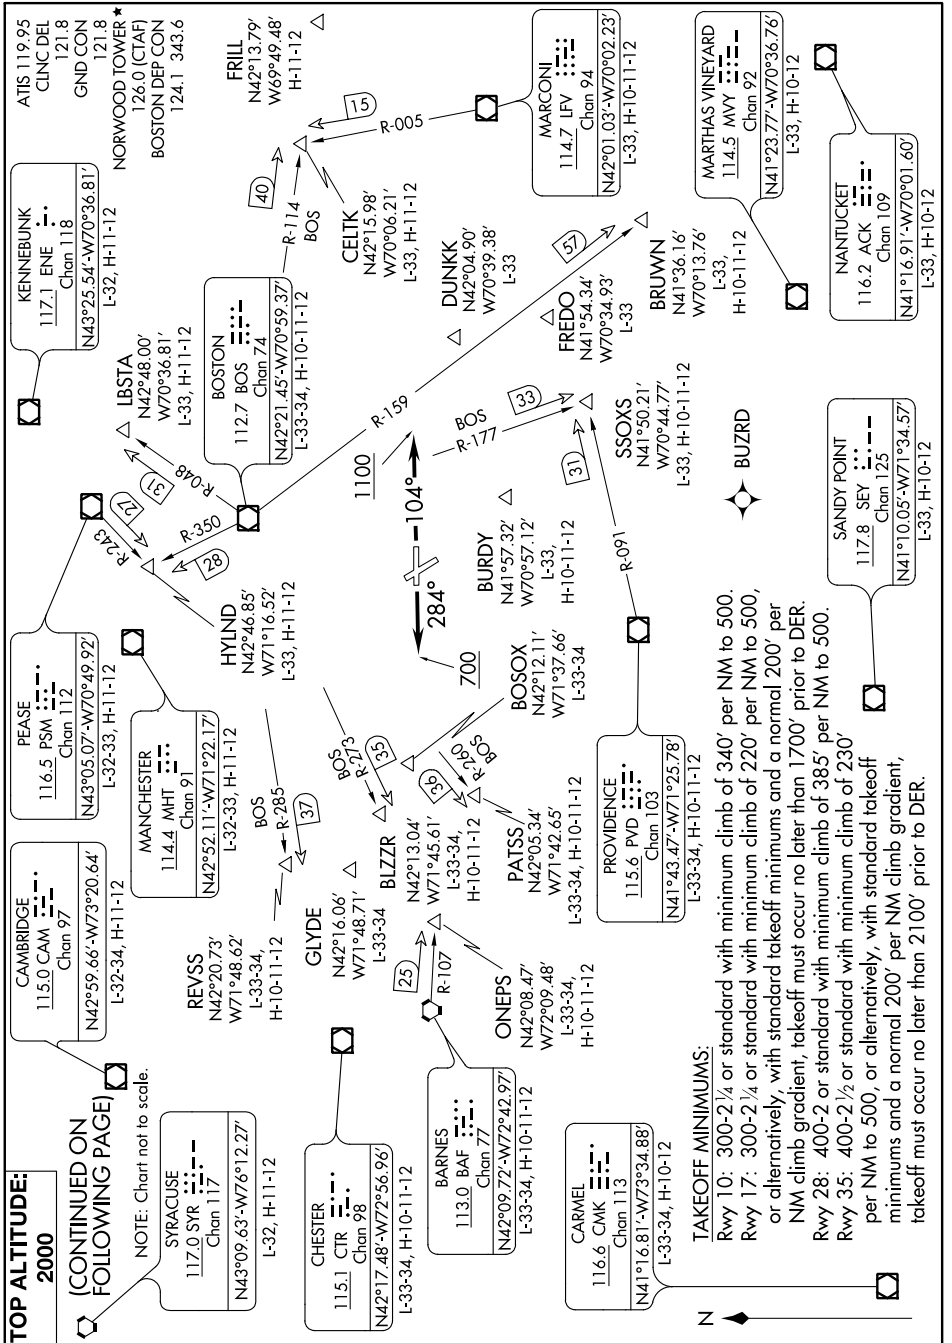 TOP ALTITUDE:
2000
(CONTINUED ON
FOLLOWING PAGE)
NOTE: Chart not to scale.
SYRACUSE
117.0 SYR
Chan 117
N43°09.63'-W76°12.27'
L-32, H-11-12
CAMBRIDGE
115.0 CAM
Chan 97
N42°59.66'-W73°20.64'
L-32-34, H-11-12
PEASE
116.5 PSM
Chan 112
N43°05.07'-W70°49.92'
L-32-33, H-11-12
MANCHESTER
114.4 MHT
Chan 91
N42°52.11'-W71°22.17'
L-32-33, H-11-12
KENNEBUNK
117.1 ENE
Chan 118
N43°25.54'-W70°36.81'
L-32, H-11-12
ATIS 119.95
CLNC DEL
121.8
GND CON
121.8
NORWOOD TOWER★
126.0 (CTAF)
BOSTON DEP CON
124.1 343.6
LBSTA
N42°48.00'
W70°36.81'
L-33, H-11-12
FRILL
N42°13.79'
W69°49.48'
H-11-12
R-243
27
31
R-048
R-350
28
HYLND
N42°46.85'
W71°16.52'
L-33, H-11-12
BOSTON
112.7 BOS
Chan 74
N42°21.45'-W70°59.37'
L-33-34, H-10-11-12
40
R-114
BOS
15
R-005
CELTK
N42°15.98'
W70°06.21'
L-33, H-11-12
MARCONI
114.7 LFV
Chan 94
N42°01.03'-W70°02.23'
L-33, H-10-11-12
REVSS
N42°20.73'
W71°48.62'
L-33-34,
H-10-11-12
BOS
R-285
37
BOS
R-273
35
GLYDE
N42°16.06'
W71°48.71'
L-33-34
BLZZR
N42°13.04'
W71°45.61'
L-33-34,
H-10-11-12
36
R-260
BOS
BOSOX
N42°12.11'
W71°37.66'
L-33-34
PATSS
N42°05.34'
W71°42.65'
L-33-34, H-10-11-12
700
284°
104°
1100
R-159
DUNKK
N42°04.90'
W70°39.38'
L-33
57
FREDO
N41°54.34'
W70°34.93'
L-33
BRUWN
N41°36.16'
W70°13.76'
L-33,
H-10-11-12
BOS
R-177
33
31
BURDY
N41°57.32'
W70°57.12'
L-33,
H-10-11-12
SSOXS
N41°50.21'
W70°44.77'
L-33, H-10-11-12
R-091
CHESTER
115.1 CTR
Chan 98
N42°17.48'-W72°56.96'
L-33-34, H-10-11-12
25
R-107
ONEPS
N42°08.47'
W72°09.48'
L-33-34,
H-10-11-12
BARNES
113.0 BAF
Chan 77
N42°09.72'-W72°42.97'
L-33-34, H-10-11-12
PROVIDENCE
115.6 PVD
Chan 103
N41°43.47'-W71°25.78'
L-33-34, H-10-11-12
MARTHAS VINEYARD
114.5 MVY
Chan 92
N41°23.77'-W70°36.76'
L-33, H-10-12
NANTUCKET
116.2 ACK
Chan 109
N41°16.91'-W70°01.60'
L-33, H-10-12
BUZRD
SANDY POINT
117.8 SEY
Chan 125
N41°10.05'-W71°34.57'
L-33, H-10-12
CARMEL
116.6 CMK
Chan 113
N41°16.81'-W73°34.88'
L-33-34, H-10-12
N
TAKEOFF MINIMUMS:
Rwy 10: 300-2¼ or standard with minimum climb of 340' per NM to 500.
Rwy 17: 300-2¼ or standard with minimum climb of 220' per NM to 500,
or alternatively, with standard takeoff minimums and a normal 200' per
NM climb gradient, takeoff must occur no later than 1700' prior to DER.
Rwy 28: 400-2 or standard with minimum climb of 385' per NM to 500.
Rwy 35: 400-2½ or standard with minimum climb of 230'
per NM to 500, or alternatively, with standard takeoff
minimums and a normal 200' per NM climb gradient,
takeoff must occur no later than 2100' prior to DER.